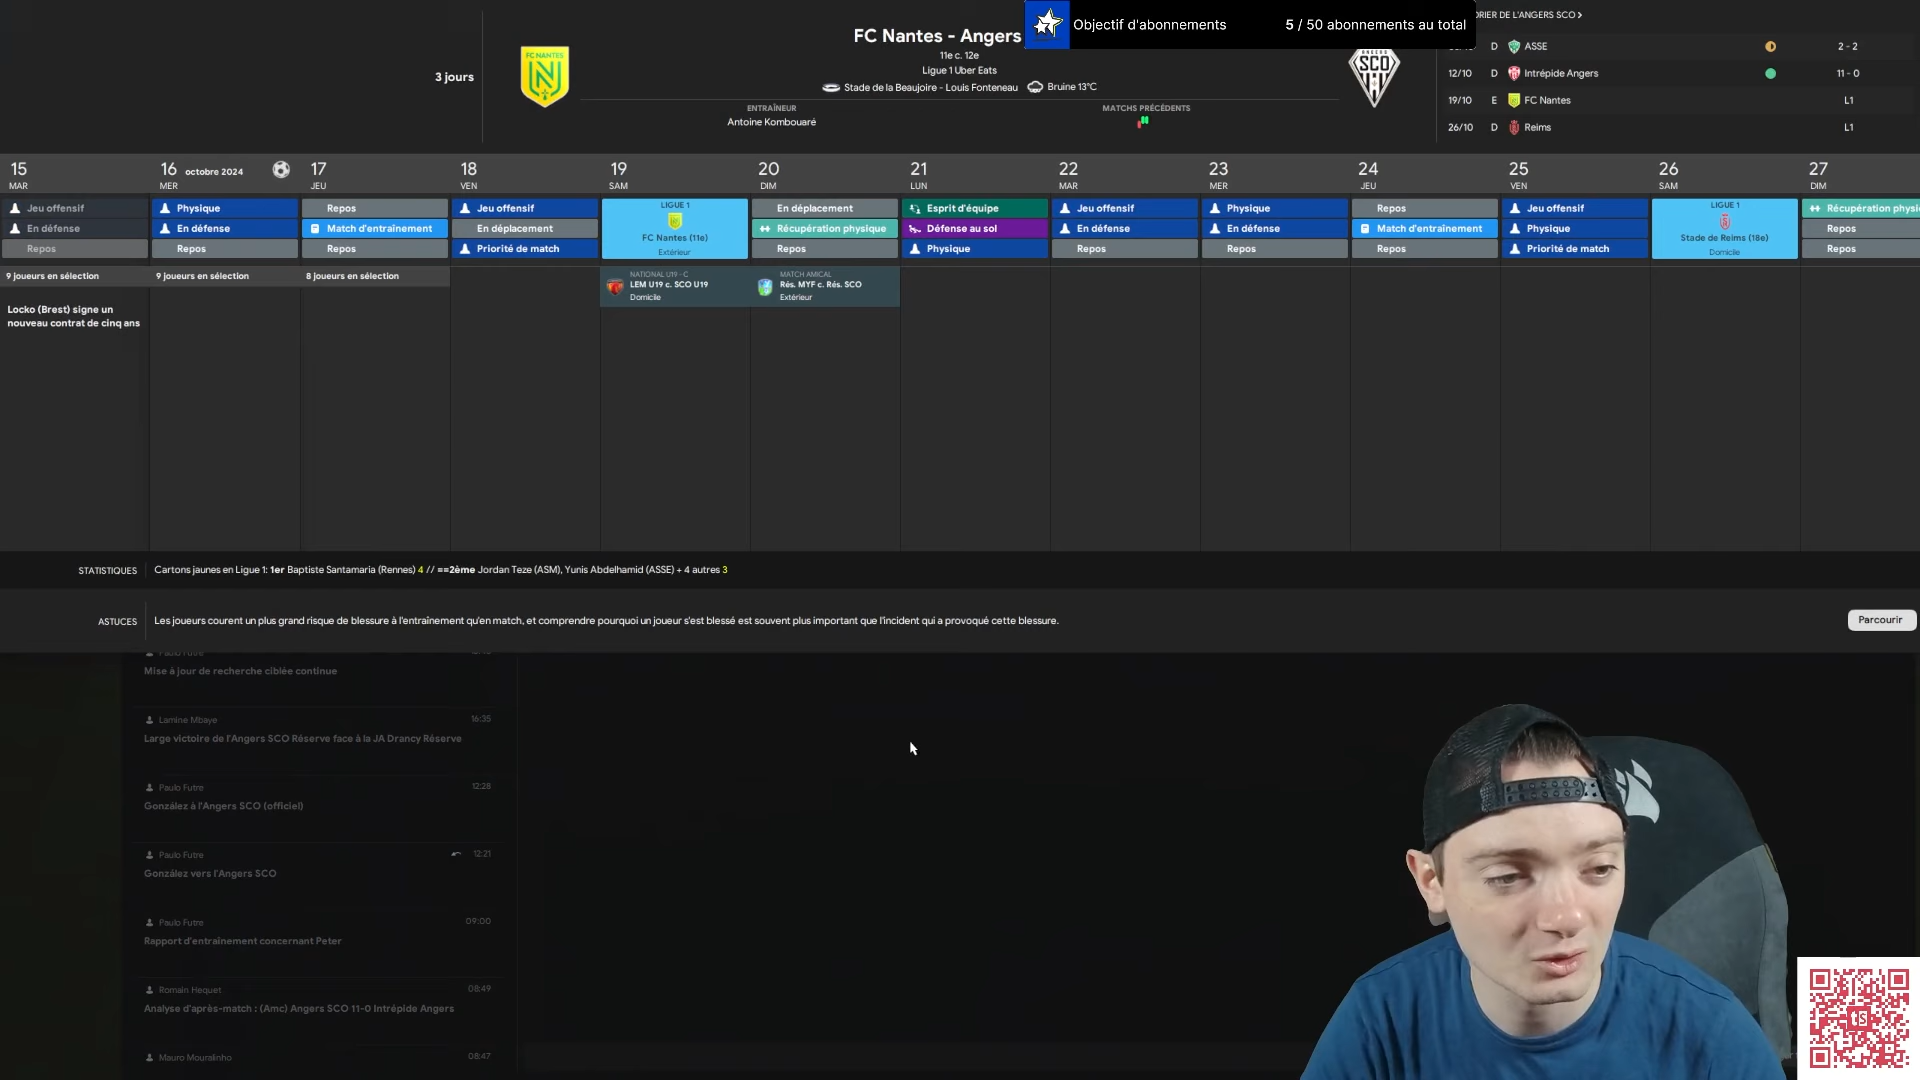 3 jours
FC NANTES
FC Nantes - Angers
11e c. 12e
Ligue 1 Uber Eats
Stade de la Beaujoire - Louis Fonteneau
Bruine 13°C
ENTRAÎNEUR
Antoine Kombouaré
MATCHS PRÉCÉDENTS
Objectif d'abonnements
5 / 50 abonnements au total
ANGERS
SCO
RIER DE L'ANGERS SCO
D ASSE 2 - 2
12/10 D Intrépide Angers 11 - 0
19/10 E FC Nantes L1
26/10 D Reims L1
15 MAR
16 MER octobre 2024
17 JEU
18 VEN
19 SAM
20 DIM
21 LUN
22 MAR
23 MER
24 JEU
25 VEN
26 SAM
27 DIM
Jeu offensif
En défense
Repos
Physique
En défense
Repos
Repos
Match d'entraînement
Repos
Jeu offensif
En déplacement
Priorité de match
LIGUE 1
FC Nantes (11e)
Extérieur
En déplacement
Récupération physique
Repos
Esprit d'équipe
Défense au sol
Physique
Jeu offensif
En défense
Repos
Physique
En défense
Repos
Repos
Match d'entraînement
Repos
Jeu offensif
Physique
Priorité de match
LIGUE 1
Stade de Reims (18e)
Domicile
Récupération physi
Repos
Repos
9 joueurs en sélection
9 joueurs en sélection
8 joueurs en sélection
NATIONAL U19 - C
LEM U19 c. SCO U19
Domicile
MATCH AMICAL
Rés. MYF c. Rés. SCO
Extérieur
Locko (Brest) signe un
nouveau contrat de cinq ans
STATISTIQUES
Cartons jaunes en Ligue 1: 1er Baptiste Santamaria (Rennes) 4 // ==2ème Jordan Teze (ASM), Yunis Abdelhamid (ASSE) + 4 autres 3
ASTUCES
Les joueurs courent un plus grand risque de blessure à l'entraînement qu'en match, et comprendre pourquoi un joueur s'est blessé est souvent plus important que l'incident qui a provoqué cette blessure.
Parcourir
Paulo Futre
Mise à jour de recherche ciblée continue
Lamine Mbaye 16:35
Large victoire de l'Angers SCO Réserve face à la JA Drancy Réserve
Paulo Futre 12:28
González à l'Angers SCO (officiel)
Paulo Futre 12:21
González vers l'Angers SCO
Paulo Futre 09:00
Rapport d'entraînement concernant Peter
Romain Hequet 08:49
Analyse d'après-match : (Amc) Angers SCO 11-0 Intrépide Angers
Mauro Mouralinho 08:47